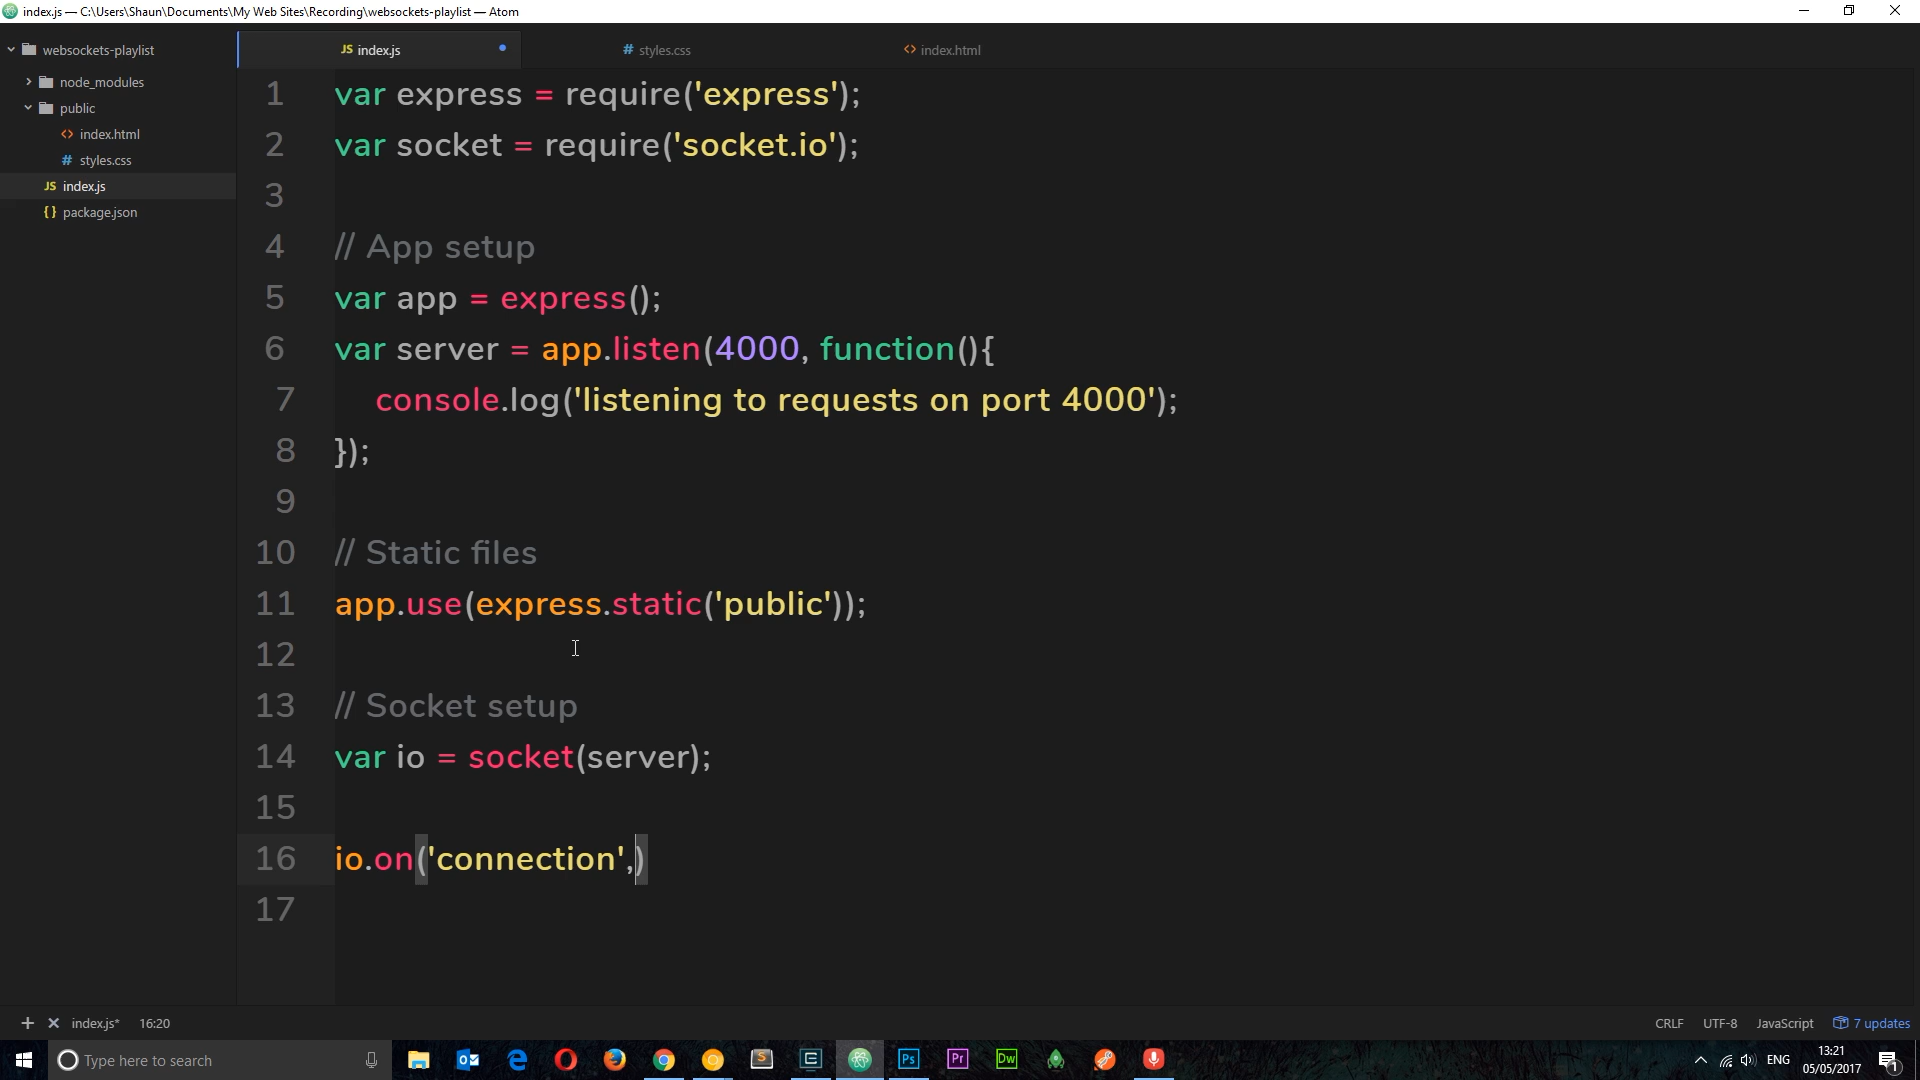 index.js — C:\Users\Shaun\Documents\My Web Sites\Recording\websockets-playlist — Atom
websockets-playlist
node_modules
public
index.html
styles.css
index.js
package.json
JS index.js
# styles.css
<> index.html
1 var express = require('express');
2 var socket = require('socket.io');
3
4 // App setup
5 var app = express();
6 var server = app.listen(4000, function(){
7 console.log('listening to requests on port 4000');
8 });
9
10 // Static files
11 app.use(express.static('public'));
12
13 // Socket setup
14 var io = socket(server);
15
16 io.on('connection',)
17
index.js* 16:20
CRLF UTF-8 JavaScript 7 updates
Type here to search
Ps Pr Dw
ENG
13:21
05/05/2017
1